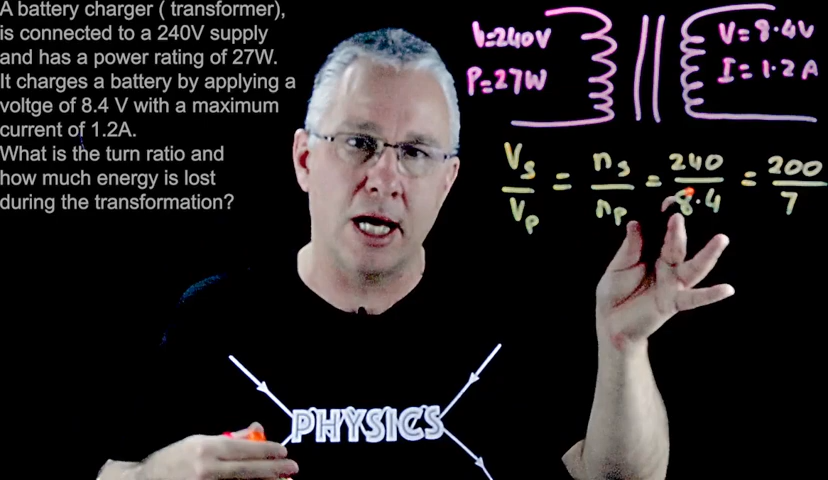 A battery charger ( transformer),
is connected to a 240V supply
and has a power rating of 27W.
It charges a battery by applying a
voltge of 8.4 V with a maximum
current of 1.2A.
What is the turn ratio and
how much energy is lost
during the transformation?
V=240V
P=27W
V=8.4V
I=1.2A
Vs/Vp = ns/np = 240/8.4 = 200/7
PHYSICS